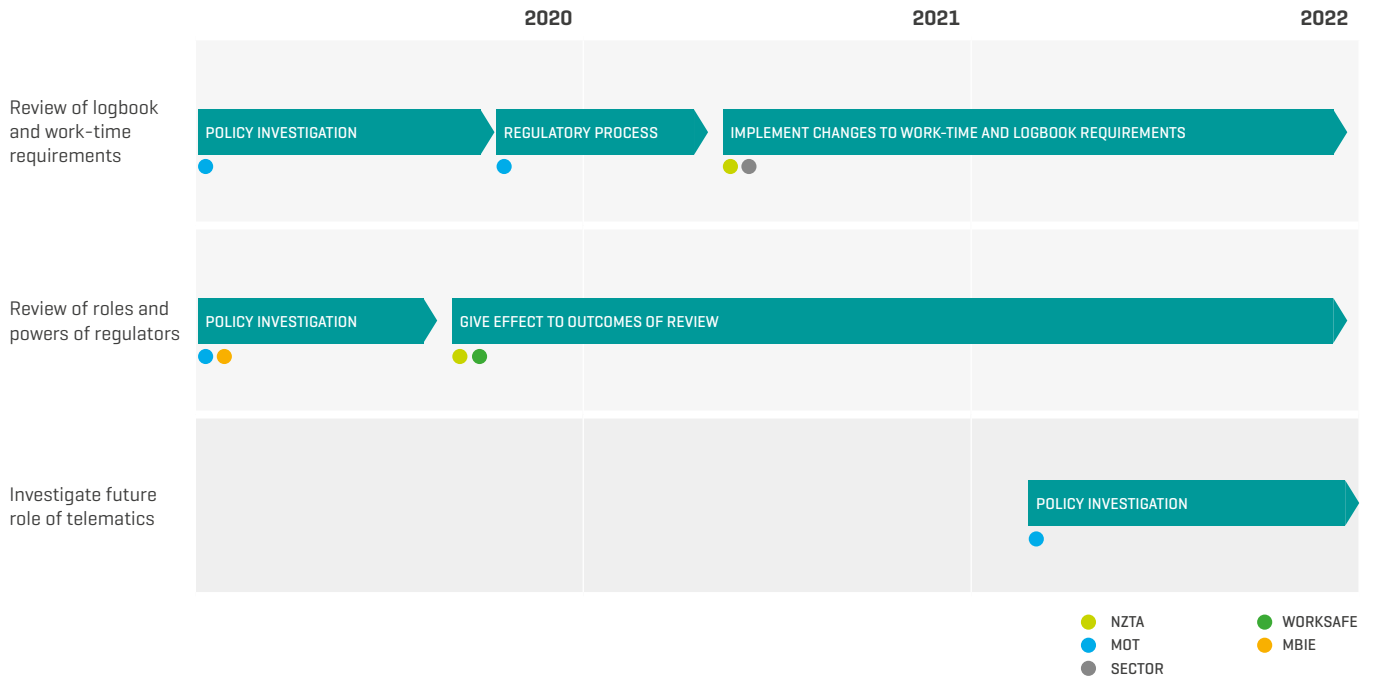 2020
2021
2022
Review of logbook
and work-time
requirements
POLICY INVESTIGATION
REGULATORY PROCESS
IMPLEMENT CHANGES TO WORK-TIME AND LOGBOOK REQUIREMENTS
Review of roles and
powers of regulators
POLICY INVESTIGATION
GIVE EFFECT TO OUTCOMES OF REVIEW
Investigate future
role of telematics
POLICY INVESTIGATION
NZTA
MOT
SECTOR
WORKSAFE
MBIE